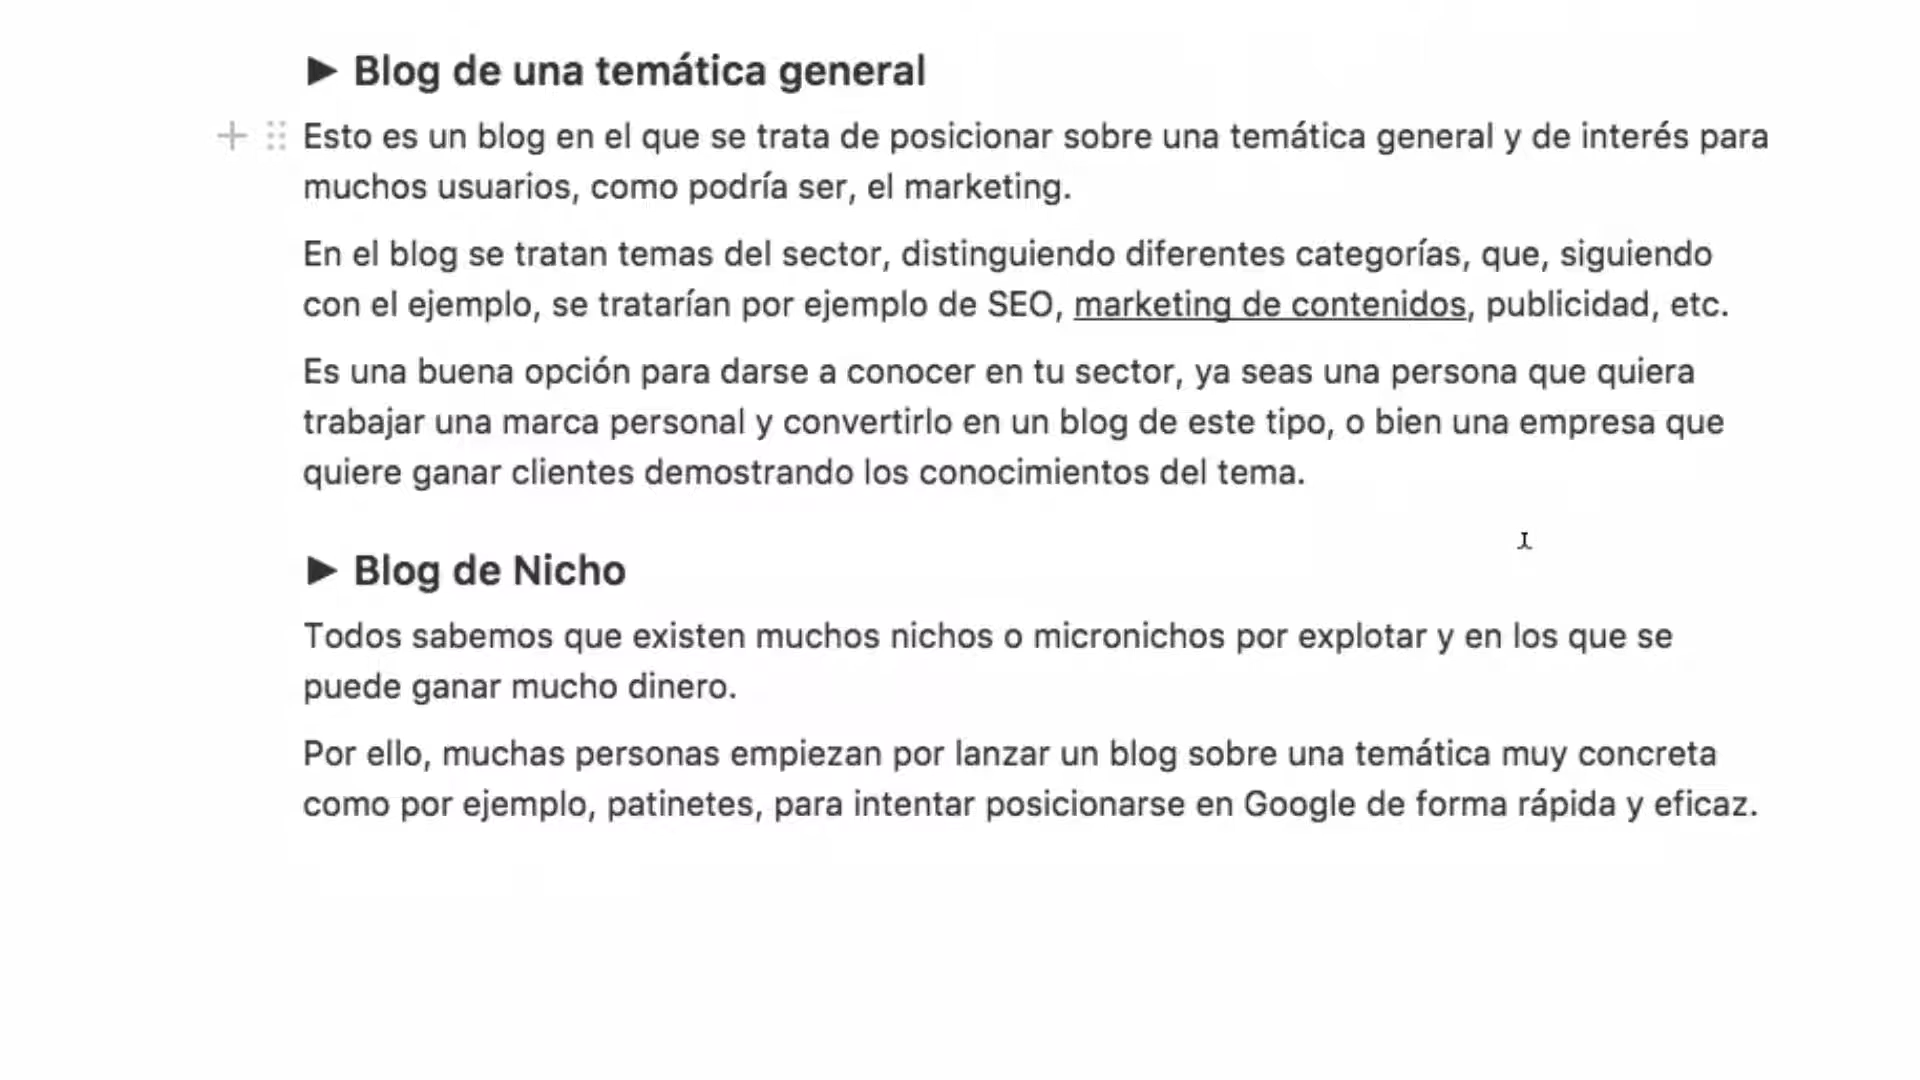 ► Blog de una temática general
Esto es un blog en el que se trata de posicionar sobre una temática general y de interés para
muchos usuarios, como podría ser, el marketing.
En el blog se tratan temas del sector, distinguiendo diferentes categorías, que, siguiendo
con el ejemplo, se tratarían por ejemplo de SEO, marketing de contenidos, publicidad, etc.
Es una buena opción para darse a conocer en tu sector, ya seas una persona que quiera
trabajar una marca personal y convertirlo en un blog de este tipo, o bien una empresa que
quiere ganar clientes demostrando los conocimientos del tema.
► Blog de Nicho
Todos sabemos que existen muchos nichos o micronichos por explotar y en los que se
puede ganar mucho dinero.
Por ello, muchas personas empiezan por lanzar un blog sobre una temática muy concreta
como por ejemplo, patinetes, para intentar posicionarse en Google de forma rápida y eficaz.